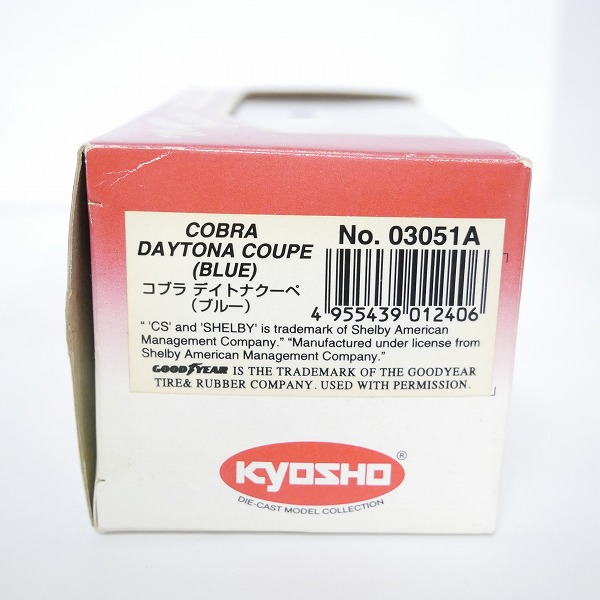 COBRA
DAYTONA COUPE
(BLUE)
コブラ デイトナクーペ
（ブルー）
No. 03051A
4 955439 012406
" 'CS' and 'SHELBY' is trademark of Shelby American
Management Company." "Manufactured under license from
Shelby American Management Company."
GOODYEAR IS THE TRADEMARK OF THE GOODYEAR
TIRE& RUBBER COMPANY. USED WITH PERMISSION.
KYOSHO ®
DIE-CAST MODEL COLLECTION